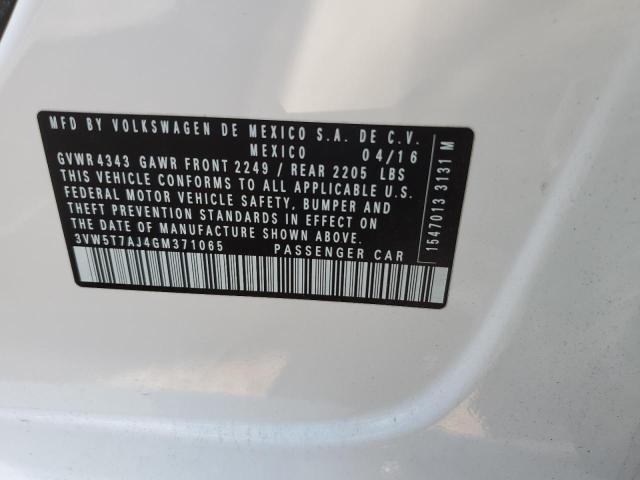 MFD BY VOLKSWAGEN DE MEXICO S.A. DE C.V.
MEXICO 04/16
GVWR 4343 GAWR FRONT 2249 / REAR 2205 LBS
THIS VEHICLE CONFORMS TO ALL APPLICABLE U.S.
FEDERAL MOTOR VEHICLE SAFETY, BUMPER AND
THEFT PREVENTION STANDARDS IN EFFECT ON
THE DATE OF MANUFACTURE SHOWN ABOVE.
3VW5T7AJ4GM371065 PASSENGER CAR
1547013 3131 M